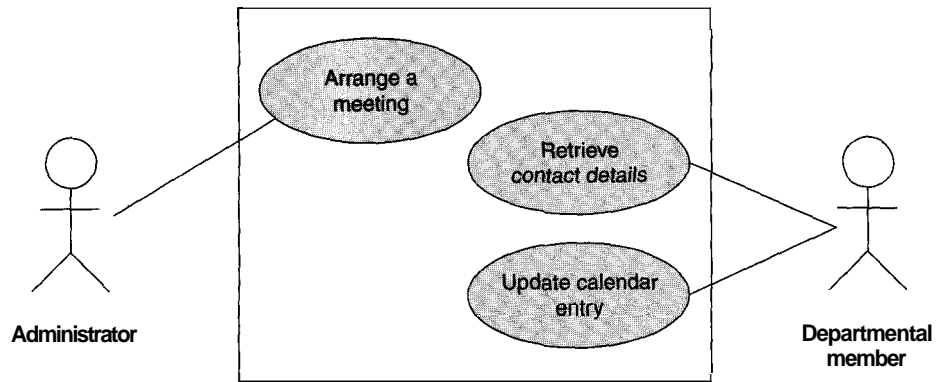 Arrange a
meeting
Retrieve
contact details
Update calendar
entry
Administrator
Departmental
member